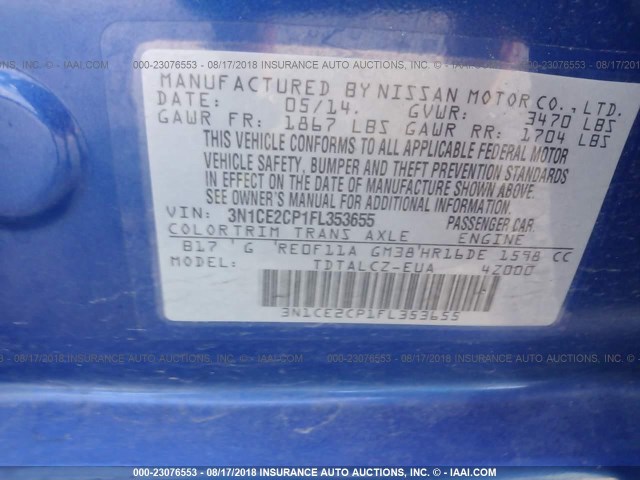 000-23076553 - 08/17/2018 INSURANCE AUTO AUCTIONS, INC. - © IAAI.COM
MANUFACTURED BY NISSAN MOTOR CO., LTD.
DATE: 05/14. GVWR: 3470 LBS
GAWR FR: 1867 LBS GAWR RR: 1704 LBS
THIS VEHICLE CONFORMS TO ALL APPLICABLE FEDERAL MOTOR
VEHICLE SAFETY, BUMPER AND THEFT PREVENTION STANDARDS
IN EFFECT ON THE DATE OF MANUFACTURE SHOWN ABOVE.
SEE OWNER'S MANUAL FOR ADDITIONAL INFORMATION.
VIN: 3N1CE2CP1FL353655 PASSENGER CAR
COLOR TRIM TRANS AXLE ENGINE
B17 G RE0F11A GM38 HR16DE 1598 CC
TDTALCZ-EUA 4Z000
3N1CE2CP1FL353655
000-23076553 - 08/17/2018 INSURANCE AUTO AUCTIONS, INC. - © IAAI.COM
000-23076553 - 08/17/2018 INSURANCE AUTO AUCTIONS, INC. - © IAAI.COM